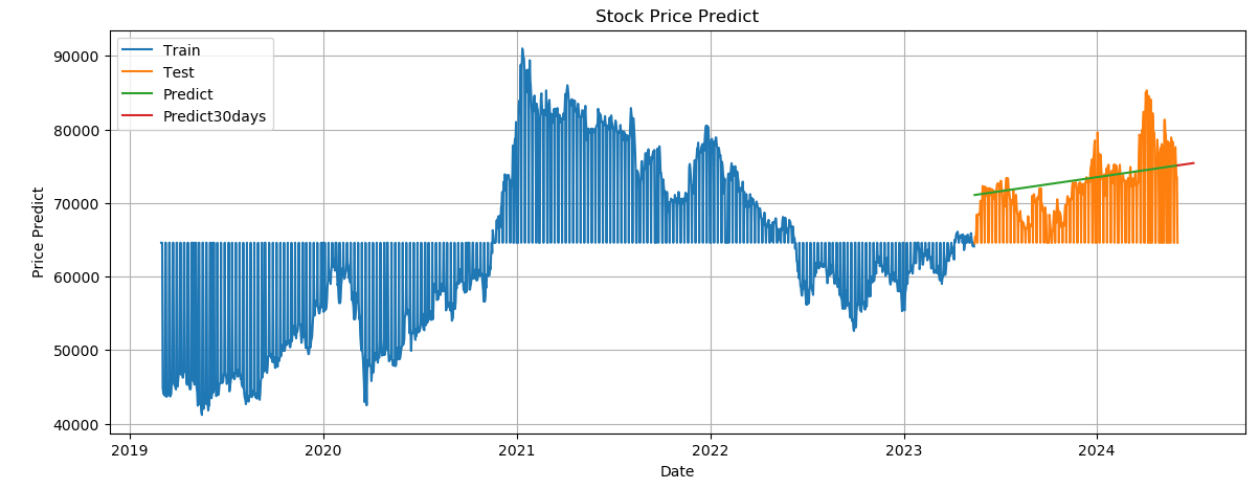 Stock Price Predict
Train
Test
Predict
Predict30days
90000
80000
70000
60000
50000
40000
Price Predict
2019 2020 2021 2022 2023 2024
Date